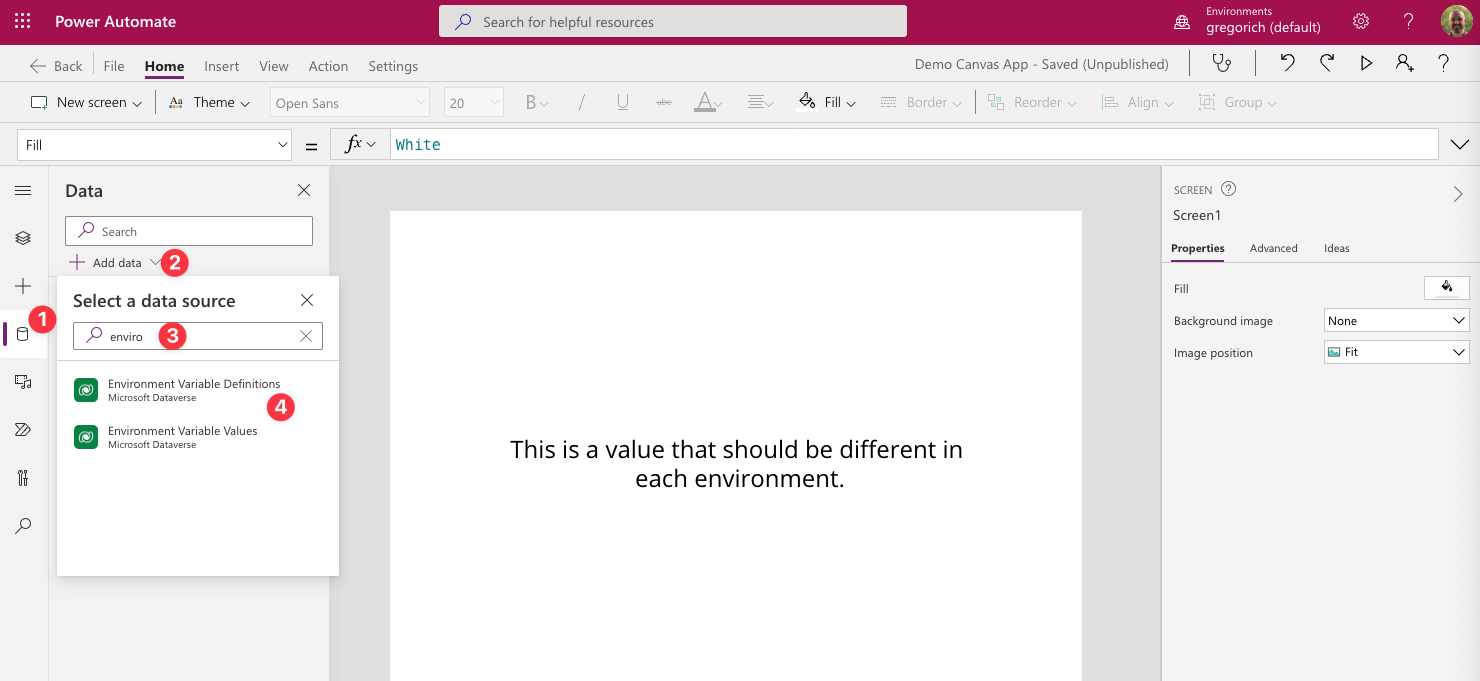 Power Automate
Search for helpful resources
Environments
gregorich (default)
Back File Home Insert View Action Settings
Demo Canvas App - Saved (Unpublished)
New screen Theme Open Sans 20 B / U abc A Fill Border Reorder Align Group
Fill = fx White
Data
Search
Add data 2
Select a data source
1
enviro 3
Environment Variable Definitions
Microsoft Dataverse
4
Environment Variable Values
Microsoft Dataverse
This is a value that should be different in
each environment.
SCREEN ?
Screen1
Properties Advanced Ideas
Fill
Background image None
Image position Fit